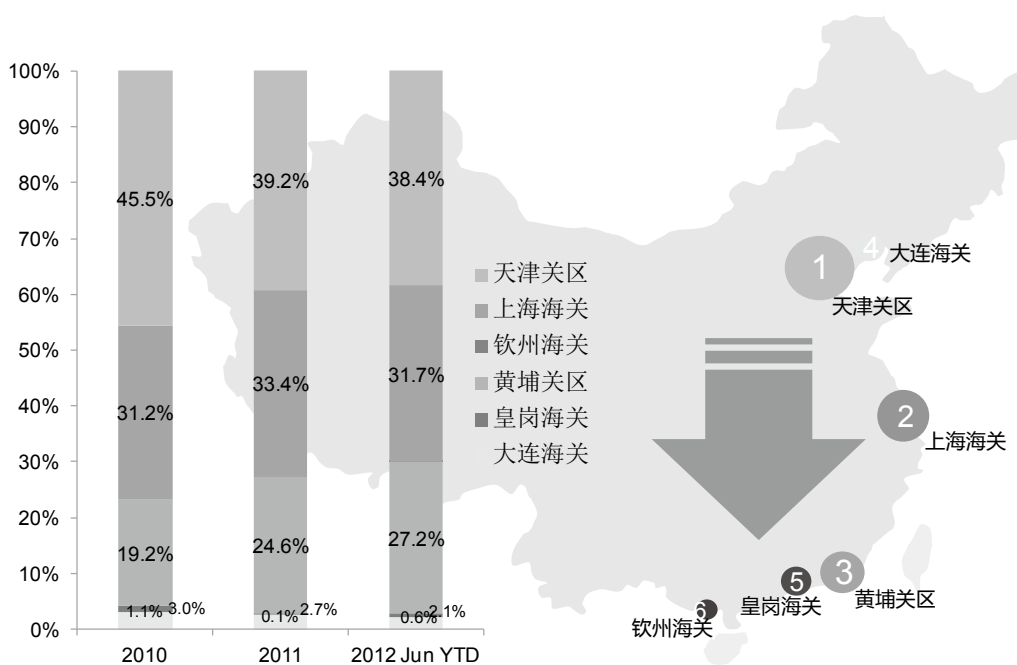 100%
90%
80%
70%
60%
50%
40%
30%
20%
10%
0%
45.5%
31.2%
19.2%
1.1%
3.0%
39.2%
33.4%
24.6%
0.1%
2.7%
38.4%
31.7%
27.2%
0.6%
2.1%
2010
2011
2012 Jun YTD
天津关区
上海海关
钦州海关
黄埔关区
皇岗海关
大连海关
1
天津关区
4
大连海关
2
上海海关
3
黄埔关区
5
皇岗海关
6
钦州海关